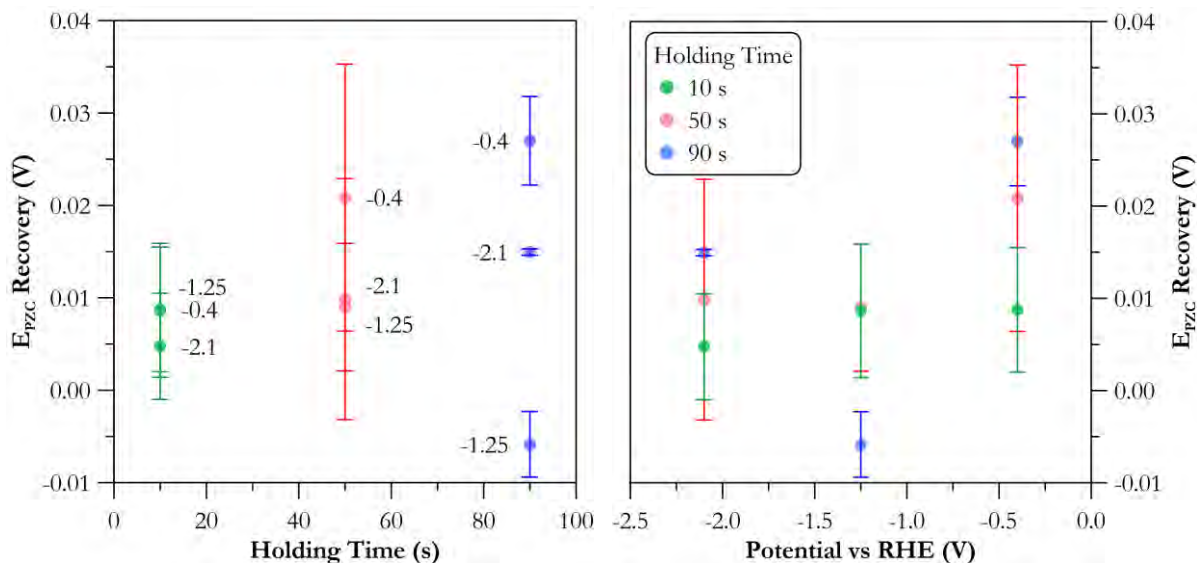 0.04
0.03
0.02
0.01
0.00
-0.01
E_PZC Recovery (V)
-1.25
-0.4
-2.1
-0.4
-2.1
-1.25
-0.4
-2.1
-1.25
0 20 40 60 80 100
Holding Time (s)
Holding Time
10 s
50 s
90 s
0.04
0.03
0.02
0.01
0.00
-0.01
E_PZC Recovery (V)
-2.5 -2.0 -1.5 -1.0 -0.5 0.0
Potential vs RHE (V)